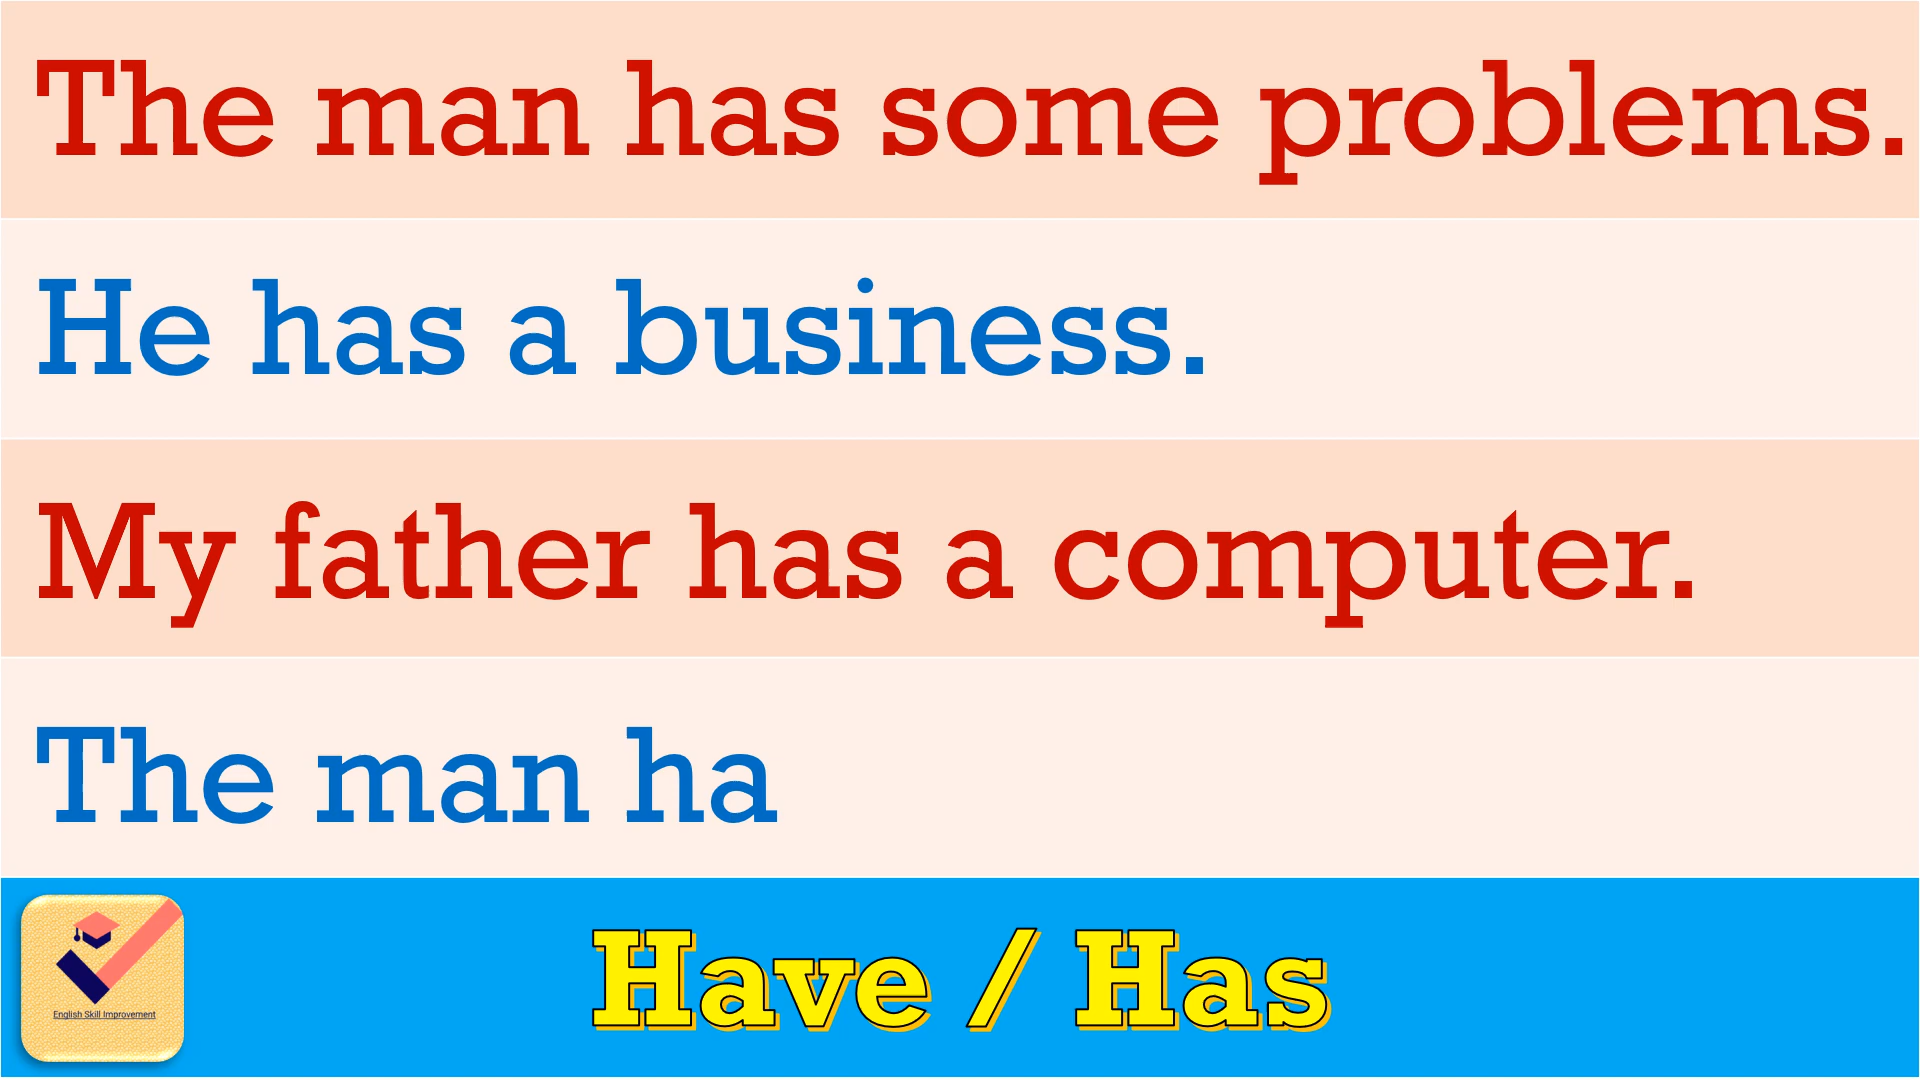 The man has some problems.
He has a business.
My father has a computer.
The man ha
English Skill Improvement
Have / Has